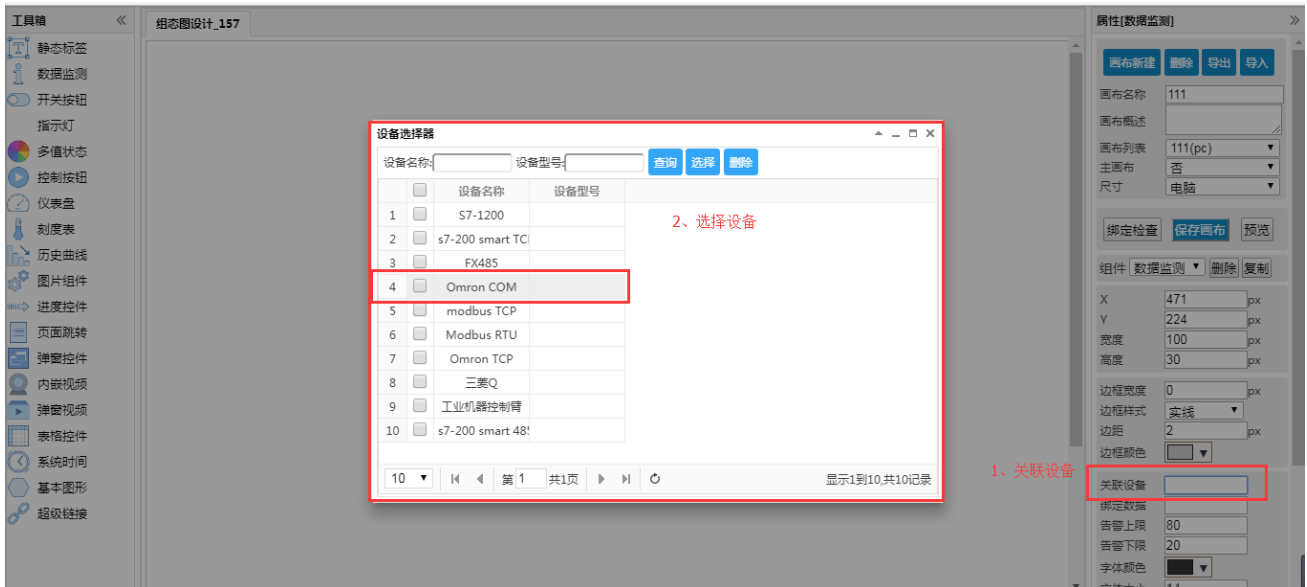 工具箱
静态标签
数据监测
开关按钮
指示灯
多值状态
控制按钮
仪表盘
刻度表
历史曲线
图片组件
进度控件
页面跳转
弹窗控件
内嵌视频
弹窗视频
表格控件
系统时间
基本图形
超级链接
组态图设计_157
设备选择器
设备名称: 设备型号: 查询 选择 删除
设备名称 设备型号
1 S7-1200
2 s7-200 smart TC
3 FX485
4 Omron COM
5 modbus TCP
6 Modbus RTU
7 Omron TCP
8 三菱Q
9 工业机器控制臂
10 s7-200 smart 48
10 第 1 共1页 显示1到10,共10记录
2、选择设备
1、关联设备
属性[数据监测]
画布新建 删除 导出 导入
画布名称 111
画布概述
画布列表 111(pc)
主画布 否
尺寸 电脑
绑定检查 保存画布 预览
组件 数据监测 删除 复制
X 471 px
Y 224 px
宽度 100 px
高度 30 px
边框宽度 0 px
边框样式 实线
边距 2 px
边框颜色
关联设备
绑定数据
告警上限 80
告警下限 20
字体颜色
字体大小 14